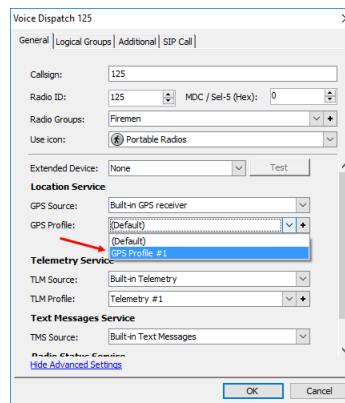 Voice Dispatch 125
General Logical Groups Additional SIP Call
Callsign: 125
Radio ID: 125 MDC / Sel-5 (Hex): 0
Radio Groups: Firemen
Use icon: Portable Radios
Extended Device: None Test
Location Service
GPS Source: Built-in GPS receiver
GPS Profile: (Default)
(Default)
GPS Profile #1
Telemetry Service
TLM Source: Built-in Telemetry
TLM Profile: Telemetry #1
Text Messages Service
TMS Source: Built-in Text Messages
Radio Status Service
Hide Advanced Settings
OK Cancel